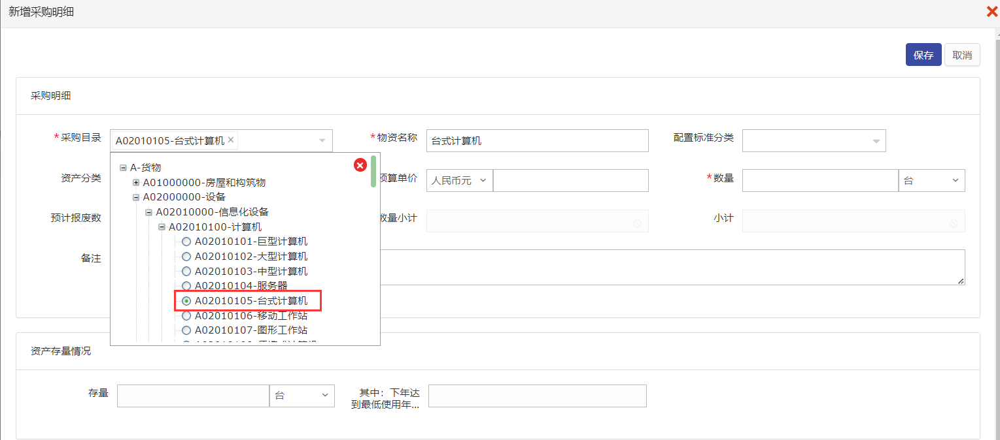 新增采购明细
保存 取消
采购明细
*采购目录 A02010105-台式计算机 *物资名称 台式计算机 配置标准分类
资产分类 预算单价 人民币元 *数量 台
预计报废数 数量小计 小计
备注
A-货物
A01000000-房屋和构筑物
A02000000-设备
A02010000-信息化设备
A02010100-计算机
A02010101-巨型计算机
A02010102-大型计算机
A02010103-中型计算机
A02010104-服务器
A02010105-台式计算机
A02010106-移动工作站
A02010107-图形工作站
资产存量情况
存量 台 其中：下年达
到最低使用年...